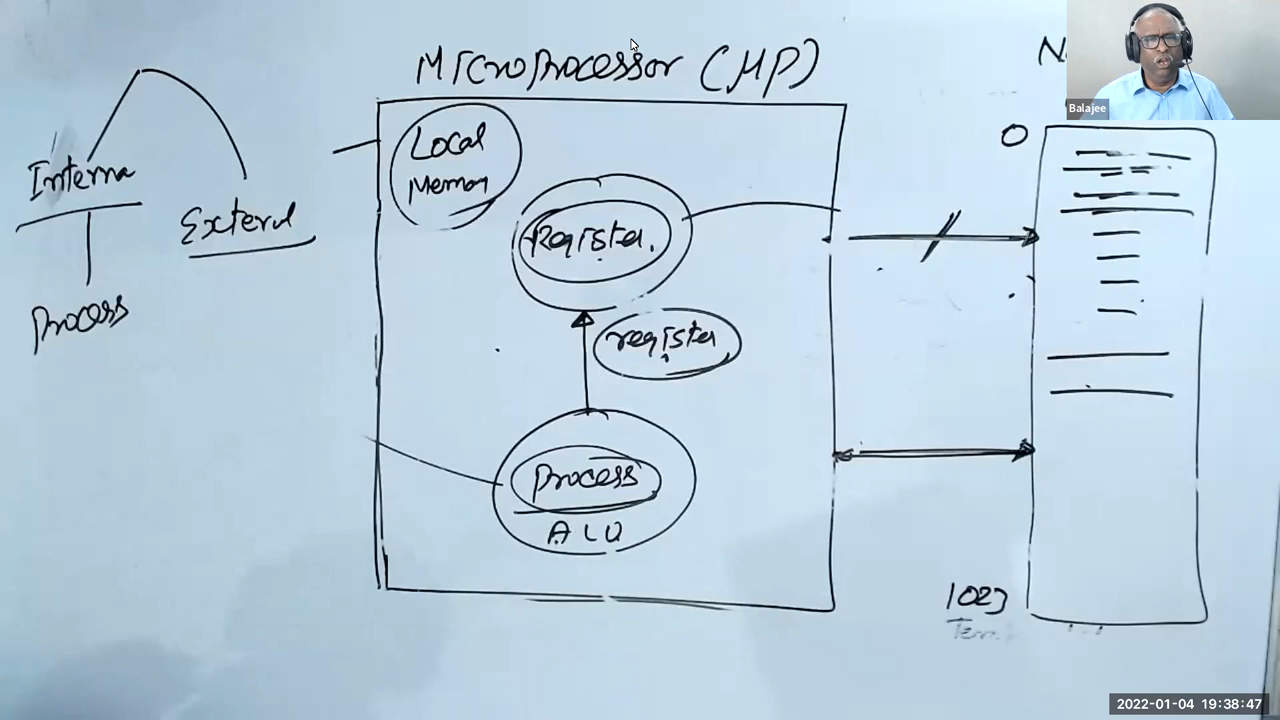 MICROPROCESSOR (MP)
Balajee
0
Local
Memory
Interna
Register.
External
Process
register
Process
ALU
1023
2022-01-04 19:38:47